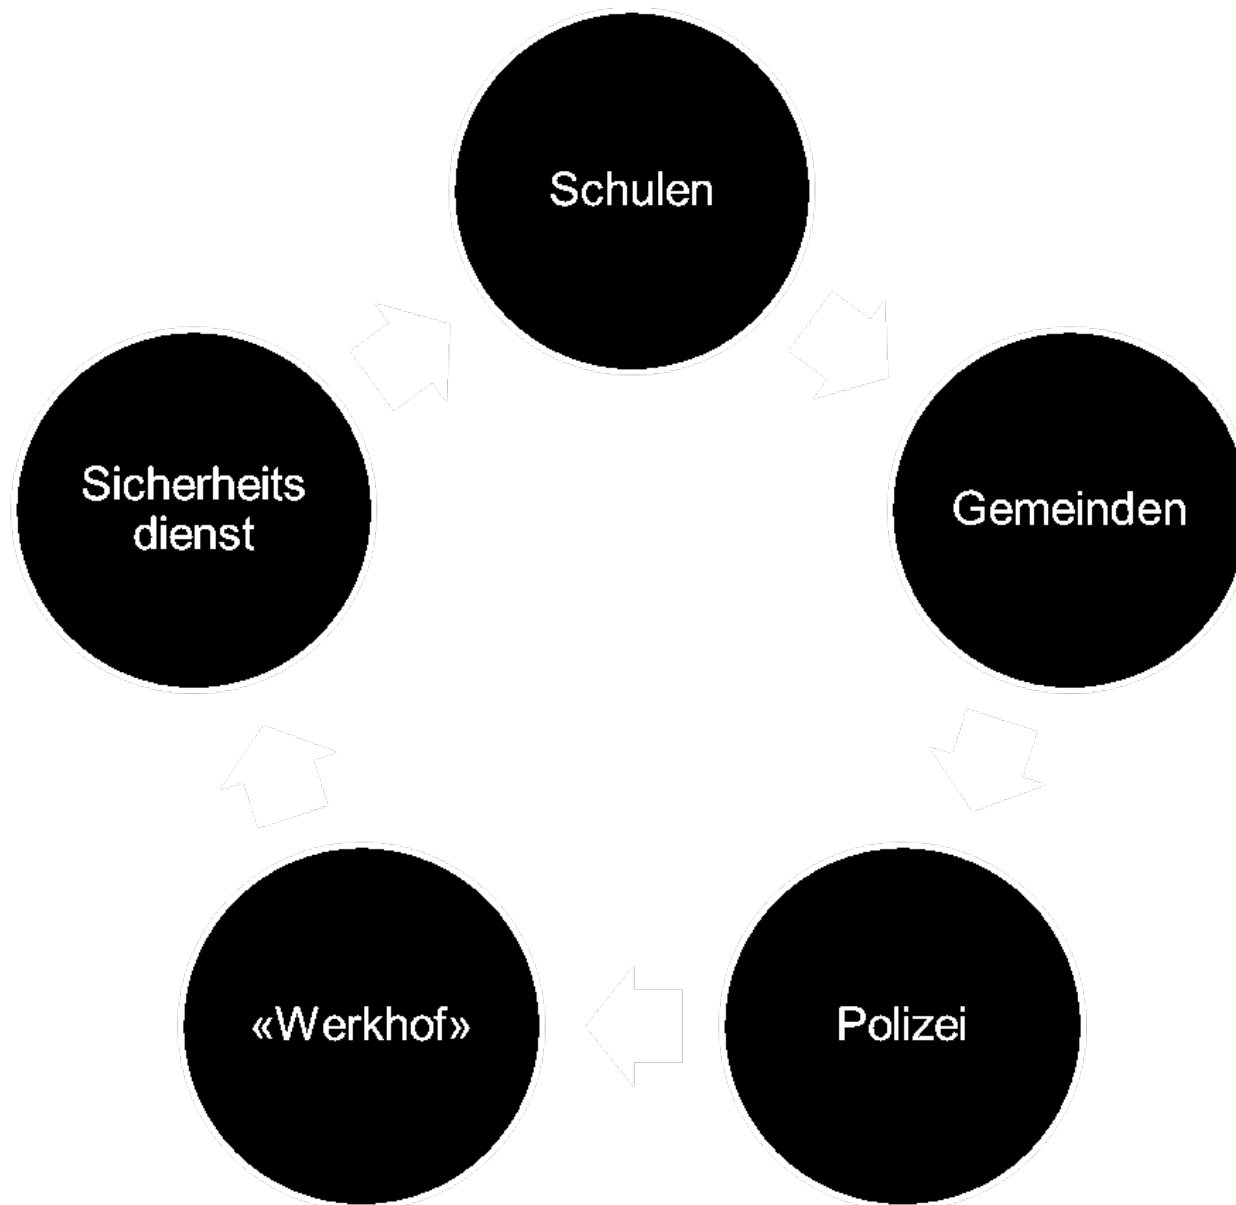 Schulen
Gemeinden
Polizei
«Werkhof»
Sicherheits
dienst